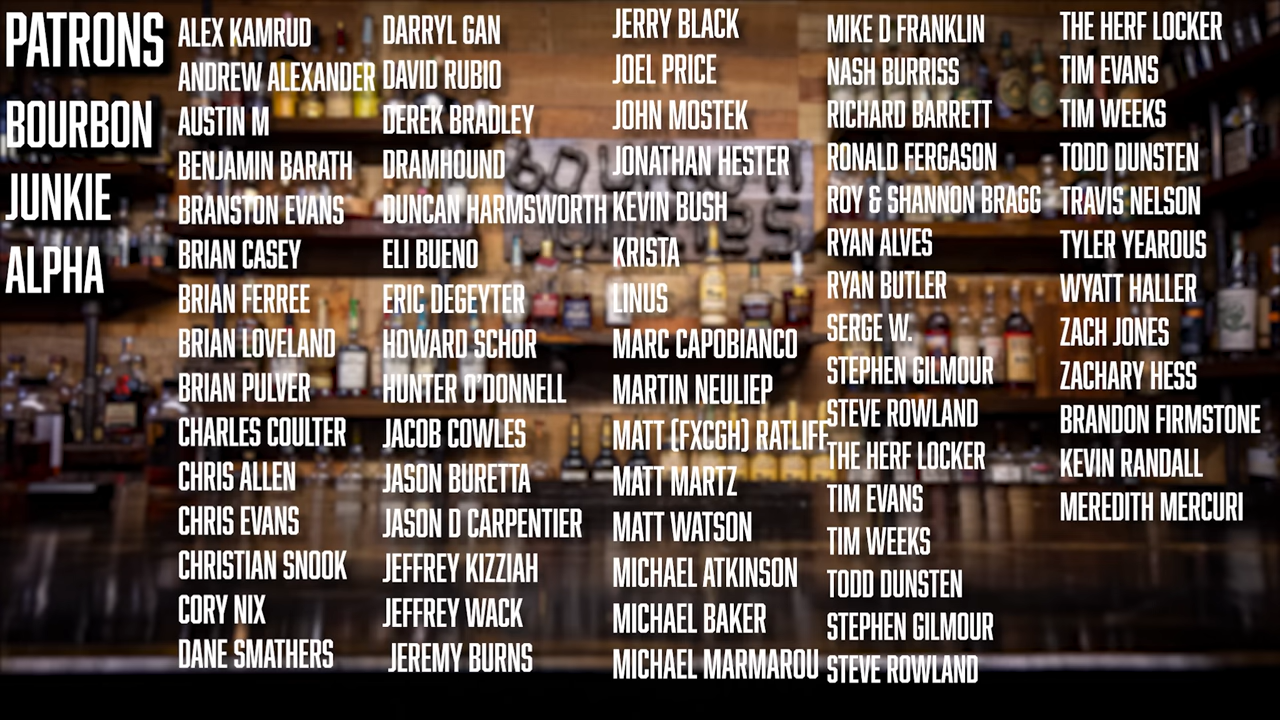 PATRONS
BOURBON
JUNKIE
ALPHA
ALEX KAMRUD
ANDREW ALEXANDER
AUSTIN M
BENJAMIN BARATH
BRANSTON EVANS
BRIAN CASEY
BRIAN FERREE
BRIAN LOVELAND
BRIAN PULVER
CHARLES COULTER
CHRIS ALLEN
CHRIS EVANS
CHRISTIAN SNOOK
CORY NIX
DANE SMATHERS
DARRYL GAN
DAVID RUBIO
DEREK BRADLEY
DRAMHOUND
DUNCAN HARMSWORTH
ELI BUENO
ERIC DEGEYTER
HOWARD SCHOR
HUNTER O'DONNELL
JACOB COWLES
JASON BURETTA
JASON D CARPENTIER
JEFFREY KIZZIAH
JEFFREY WACK
JEREMY BURNS
JERRY BLACK
JOEL PRICE
JOHN MOSTEK
JONATHAN HESTER
KEVIN BUSH
KRISTA
LINUS
MARC CAPOBIANCO
MARTIN NEULIEP
MATT (FXCGH) RATLIFF
MATT MARTZ
MATT WATSON
MICHAEL ATKINSON
MICHAEL BAKER
MICHAEL MARMAROU
MIKE D FRANKLIN
NASH BURRISS
RICHARD BARRETT
RONALD FERGASON
ROY & SHANNON BRAGG
RYAN ALVES
RYAN BUTLER
SERGE W.
STEPHEN GILMOUR
STEVE ROWLAND
THE HERF LOCKER
TIM EVANS
TIM WEEKS
TODD DUNSTEN
STEPHEN GILMOUR
STEVE ROWLAND
THE HERF LOCKER
TIM EVANS
TIM WEEKS
TODD DUNSTEN
TRAVIS NELSON
TYLER YEAROUS
WYATT HALLER
ZACH JONES
ZACHARY HESS
BRANDON FIRMSTONE
KEVIN RANDALL
MEREDITH MERCURI